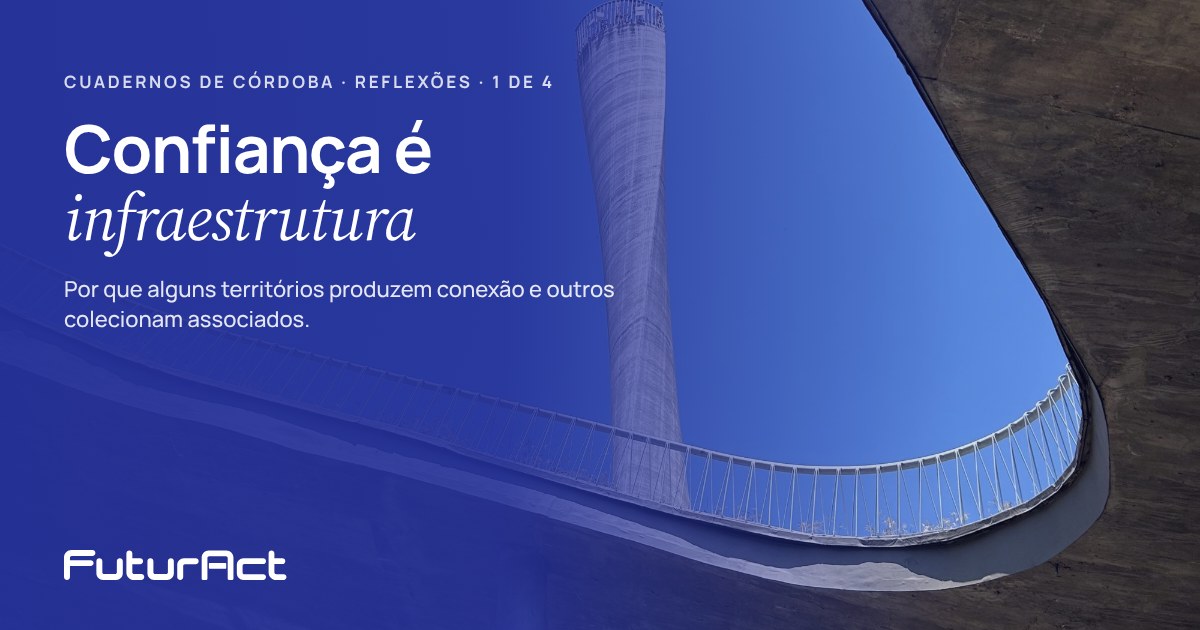 CUADERNOS DE CÓRDOBA · REFLEXÕES · 1 DE 4
Confiança é
infraestrutura
Por que alguns territórios produzem conexão e outros
colecionam associados.
FuturAct